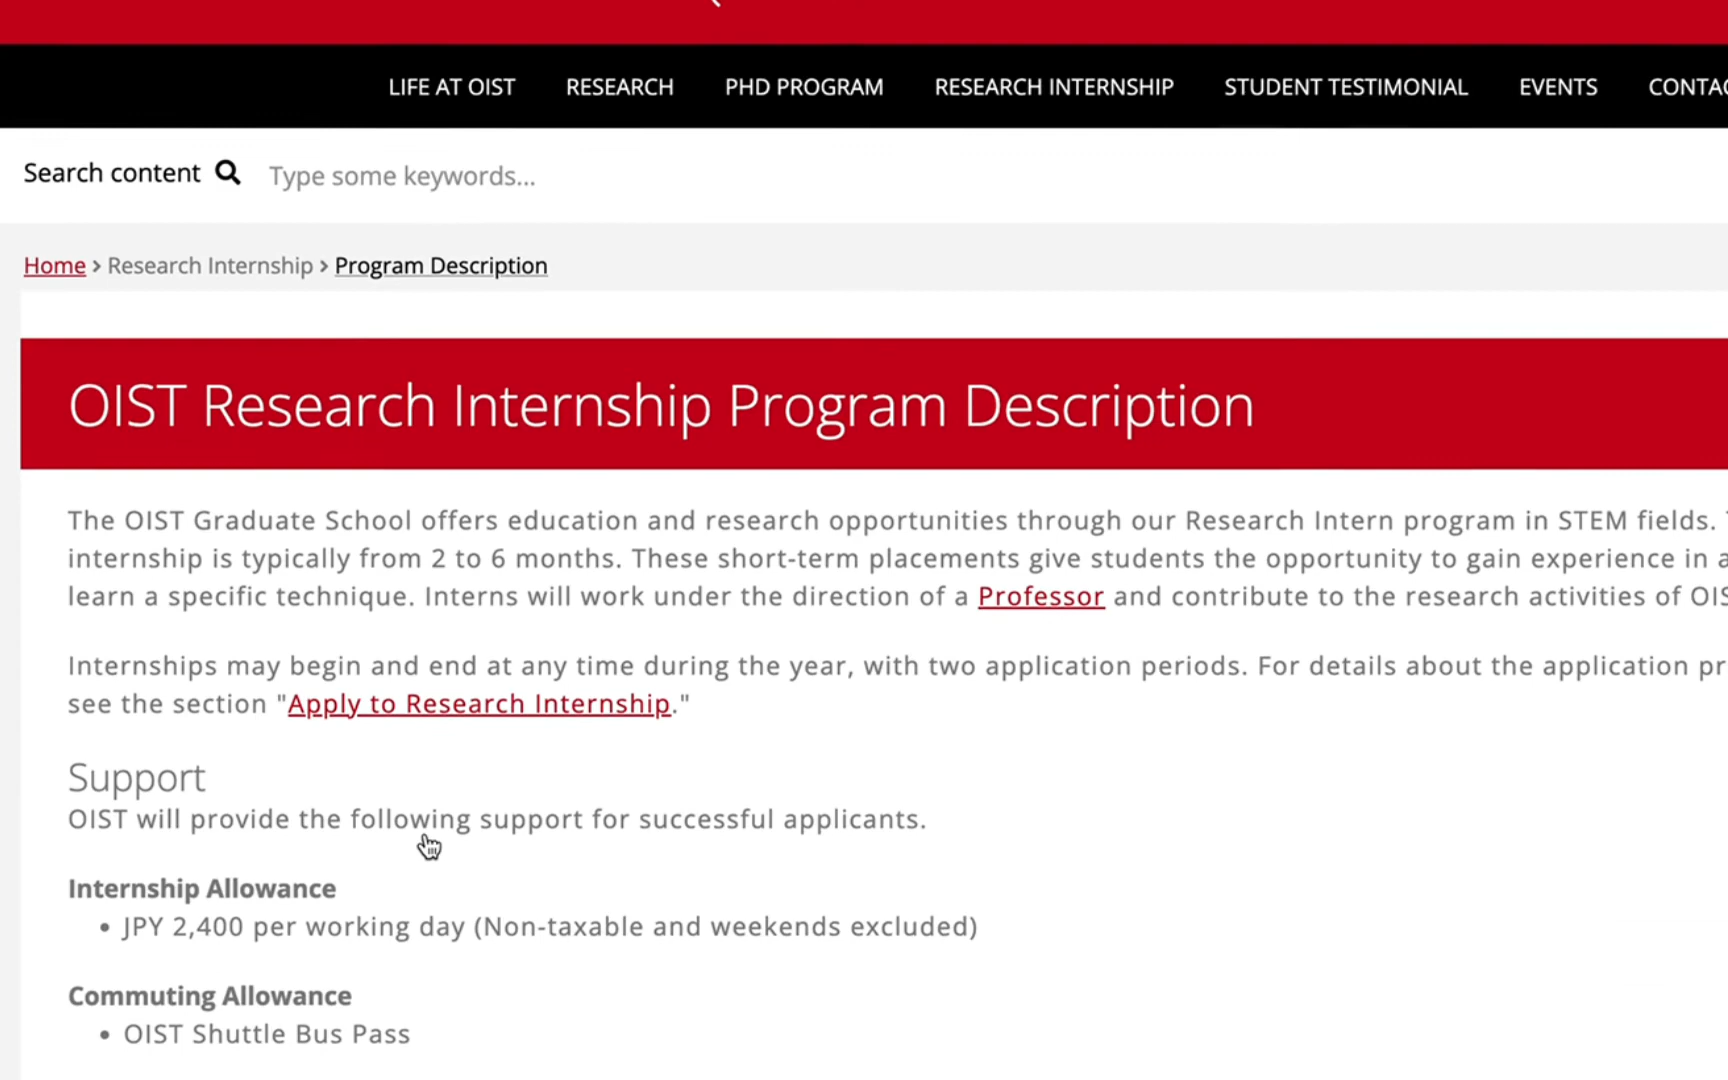 LIFE AT OIST RESEARCH PHD PROGRAM RESEARCH INTERNSHIP STUDENT TESTIMONIAL EVENTS
Search content Type some keywords...
Home > Research Internship > Program Description
OIST Research Internship Program Description
The OIST Graduate School offers education and research opportunities through our Research Intern program in STEM fields.
internship is typically from 2 to 6 months. These short-term placements give students the opportunity to gain experience in a
learn a specific technique. Interns will work under the direction of a Professor and contribute to the research activities of
Internships may begin and end at any time during the year, with two application periods. For details about the application
see the section "Apply to Research Internship."
Support
OIST will provide the following support for successful applicants.
Internship Allowance
• JPY 2,400 per working day (Non-taxable and weekends excluded)
Commuting Allowance
• OIST Shuttle Bus Pass